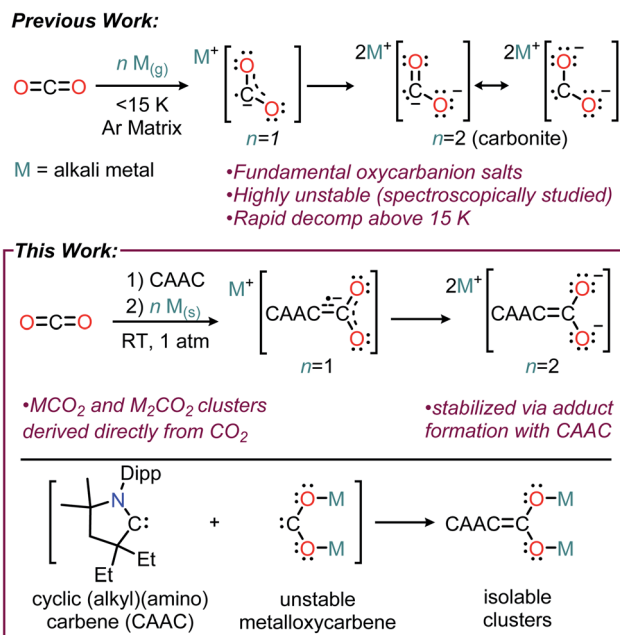 Previous Work:
O=C=O
n M(g)
<15 K
Ar Matrix
M+
O
C
O
n=1
2M+
O
C
O
−
2M+
O
C
O
−
−
n=2 (carbonite)
M = alkali metal
•Fundamental oxycarbanion salts
•Highly unstable (spectroscopically studied)
•Rapid decomp above 15 K
This Work:
O=C=O
1) CAAC
2) n M(s)
RT, 1 atm
M+
CAAC=C
O
O
•−
n=1
2M+
CAAC=C
O
O
−
−
n=2
•MCO2 and M2CO2 clusters
derived directly from CO2
•stabilized via adduct
formation with CAAC
Dipp
N
C:
Et
Et
+
O–M
C
O–M
CAAC=C
O–M
O–M
cyclic (alkyl)(amino)
carbene (CAAC)
unstable
metalloxycarbene
isolable
clusters